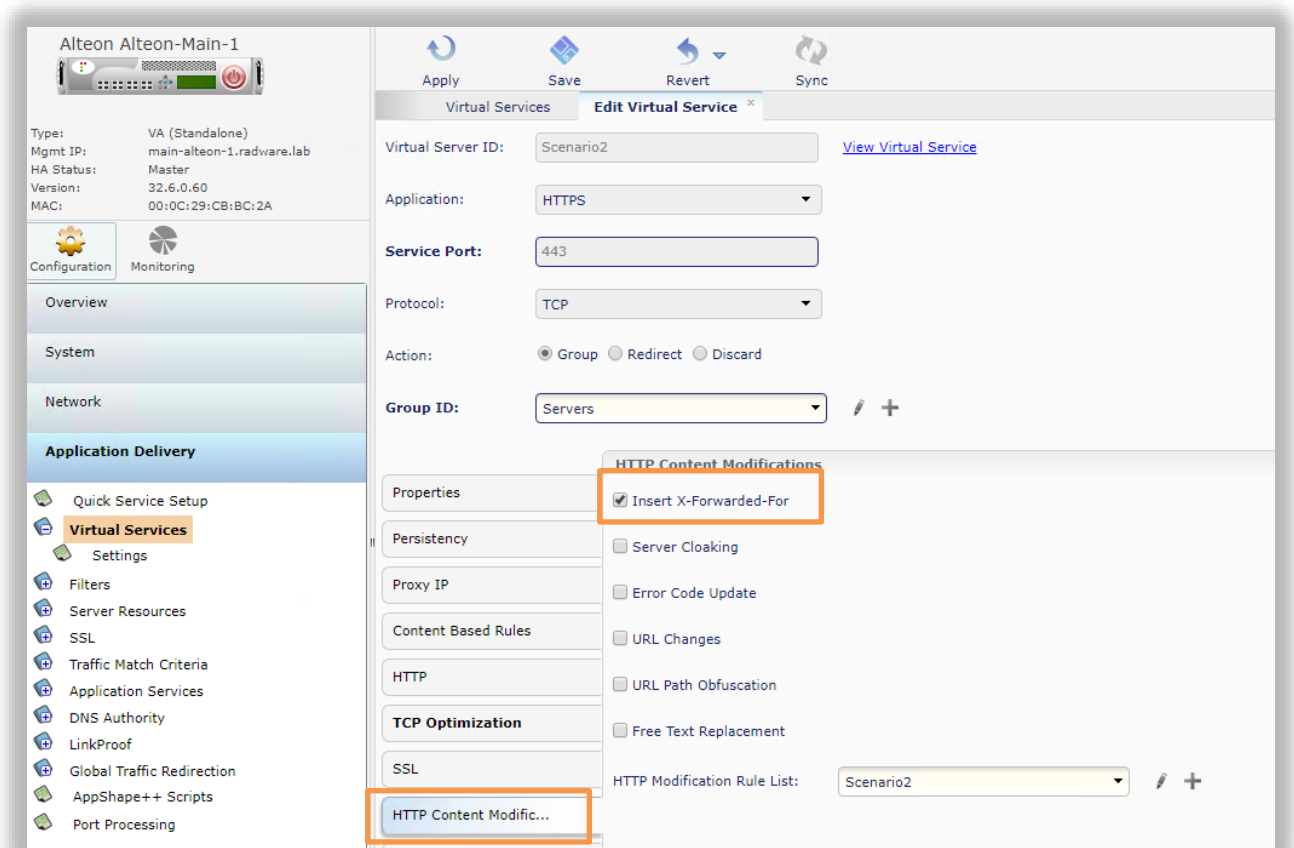 Alteon Alteon-Main-1
Type: VA (Standalone)
Mgmt IP: main-alteon-1.radware.lab
HA Status: Master
Version: 32.6.0.60
MAC: 00:0C:29:CB:BC:2A
Configuration Monitoring
Overview
System
Network
Application Delivery
Quick Service Setup
Virtual Services
Settings
Filters
Server Resources
SSL
Traffic Match Criteria
Application Services
DNS Authority
LinkProof
Global Traffic Redirection
AppShape++ Scripts
Port Processing
Apply Save Revert Sync
Virtual Services Edit Virtual Service ×
Virtual Server ID: Scenario2 View Virtual Service
Application: HTTPS
Service Port: 443
Protocol: TCP
Action: Group Redirect Discard
Group ID: Servers
Properties
Persistency
Proxy IP
Content Based Rules
HTTP
TCP Optimization
SSL
HTTP Content Modific...
HTTP Content Modifications
Insert X-Forwarded-For
Server Cloaking
Error Code Update
URL Changes
URL Path Obfuscation
Free Text Replacement
HTTP Modification Rule List: Scenario2